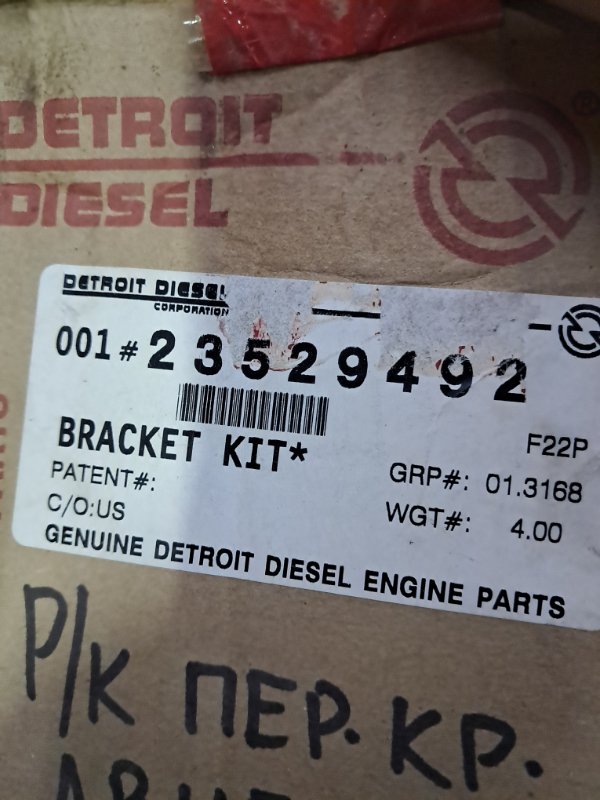 DETROIT
®
DIESEL
DETROIT DIESEL
CORPORATION
001# 23529492
BRACKET KIT*
F22P
PATENT#:
GRP#: 01.3168
C/O:US
WGT#: 4.00
GENUINE DETROIT DIESEL ENGINE PARTS
Р/К ПЕР. КР.